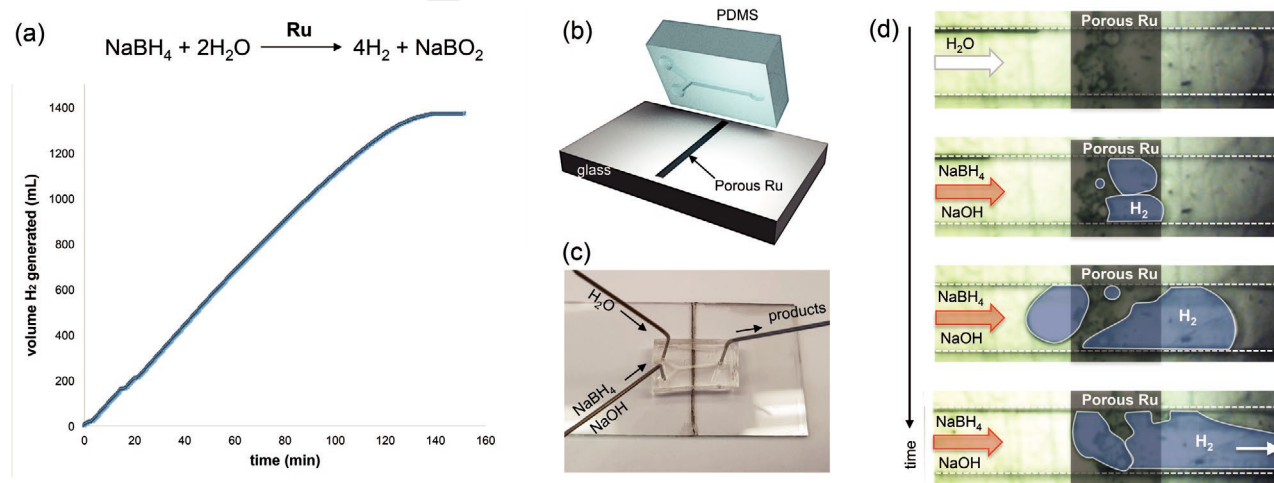 (a)
Ru
NaBH₄ + 2H₂O → 4H₂ + NaBO₂
volume H₂ generated (mL)
1400
1200
1000
800
600
400
200
0
0 20 40 60 80 100 120 140 160
time (min)
(b)
PDMS
glass
Porous Ru
(c)
H₂O
products
NaBH₄
NaOH
(d)
time
Porous Ru
H₂O
Porous Ru
NaBH₄
NaOH
H₂
Porous Ru
NaBH₄
NaOH
H₂
Porous Ru
NaBH₄
NaOH
H₂